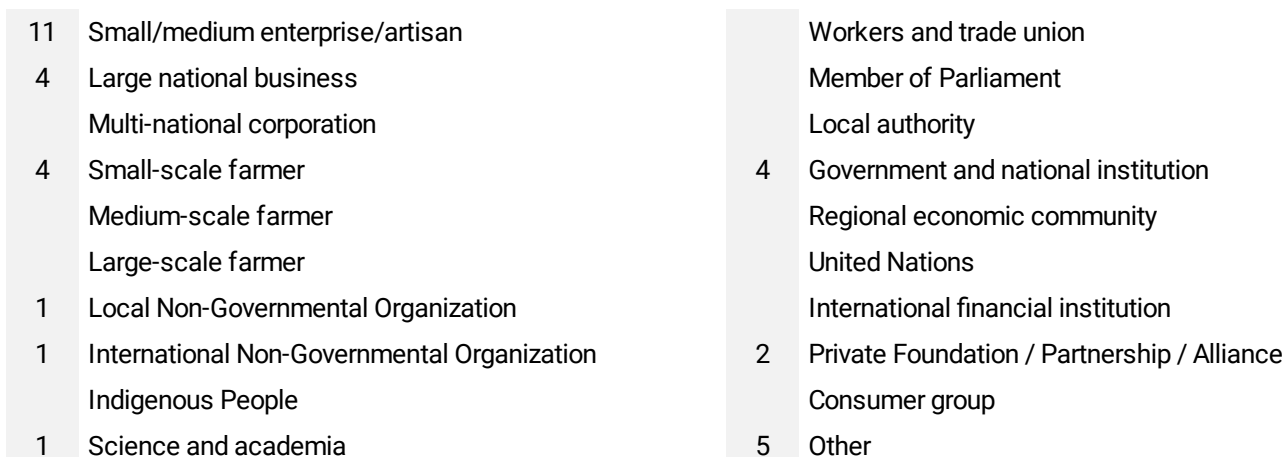 11 Small/medium enterprise/artisan
4 Large national business
Multi-national corporation
4 Small-scale farmer
Medium-scale farmer
Large-scale farmer
1 Local Non-Governmental Organization
1 International Non-Governmental Organization
Indigenous People
1 Science and academia
Workers and trade union
Member of Parliament
Local authority
4 Government and national institution
Regional economic community
United Nations
International financial institution
2 Private Foundation / Partnership / Alliance
Consumer group
5 Other